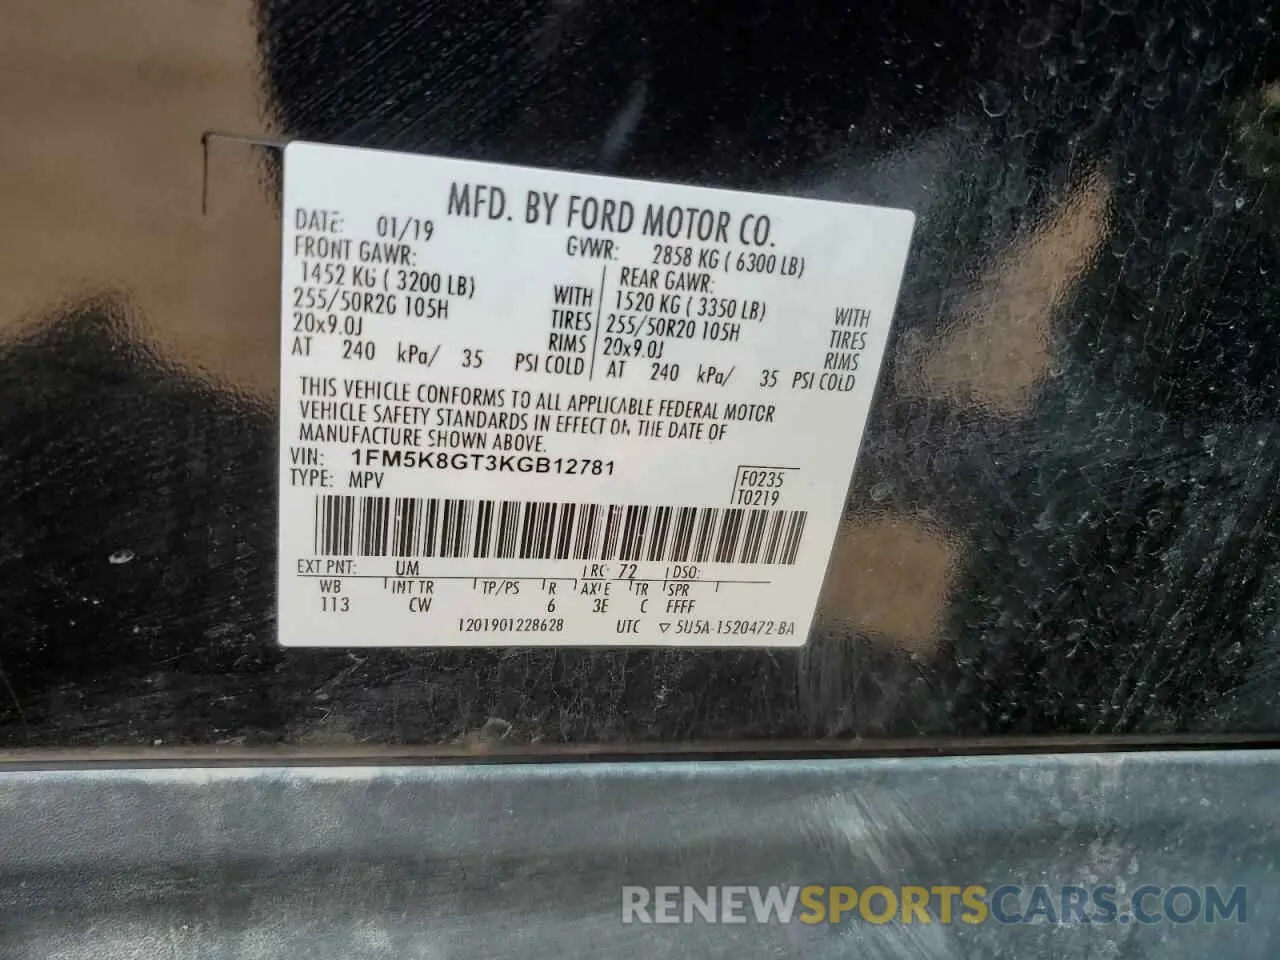 MFD. BY FORD MOTOR CO.
DATE: 01/19 GVWR: 2858 KG ( 6300 LB)
FRONT GAWR: REAR GAWR:
1452 KG ( 3200 LB) WITH 1520 KG ( 3350 LB) WITH
255/50R20 105H TIRES 255/50R20 105H TIRES
20x9.0J RIMS 20x9.0J RIMS
AT 240 kPa/ 35 PSI COLD AT 240 kPa/ 35 PSI COLD
THIS VEHICLE CONFORMS TO ALL APPLICABLE FEDERAL MOTOR
VEHICLE SAFETY STANDARDS IN EFFECT ON THE DATE OF
MANUFACTURE SHOWN ABOVE.
VIN: 1FM5K8GT3KGB12781
TYPE: MPV F0235
T0219
EXT PNT: UM RC: 72 DSO:
WB INT TR TP/PS R AXLE TR SPR
113 CW 6 3E C FFFF
1201901228628 UTC ▽ 5U5A-1520472-BA
RENEWSPORTSCARS.COM